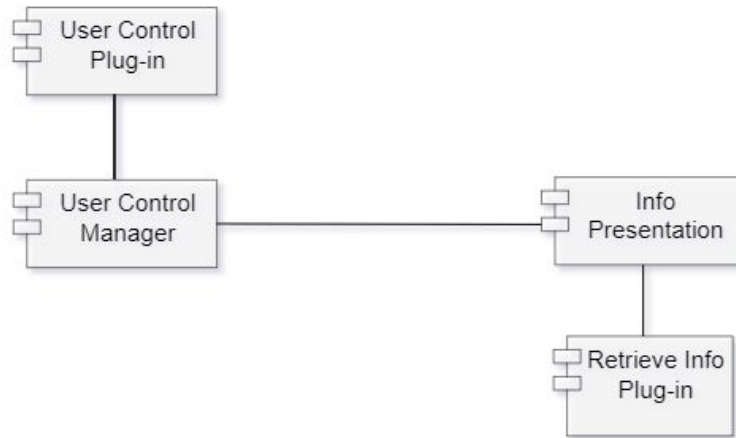 User Control
Plug-in
User Control
Manager
Info
Presentation
Retrieve Info
Plug-in